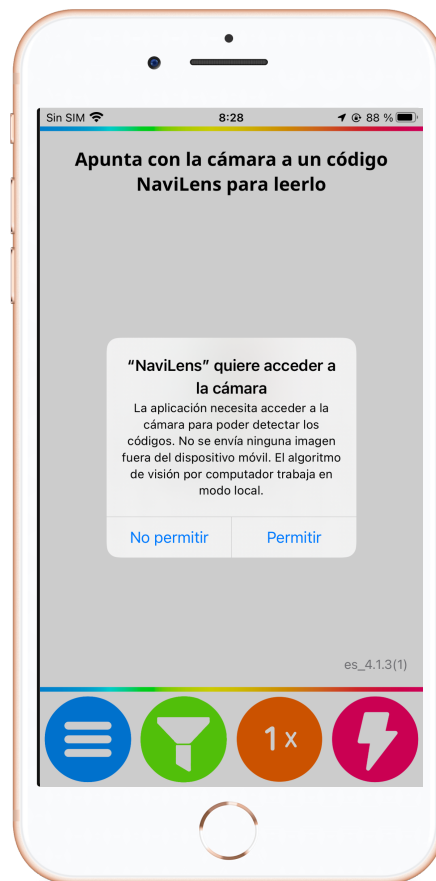 Sin SIM 8:28 88 %
Apunta con la cámara a un código
NaviLens para leerlo
“NaviLens” quiere acceder a
la cámara
La aplicación necesita acceder a la
cámara para poder detectar los
códigos. No se envía ninguna imagen
fuera del dispositivo móvil. El algoritmo
de visión por computador trabaja en
modo local.
No permitir Permitir
es_4.1.3(1)
1x